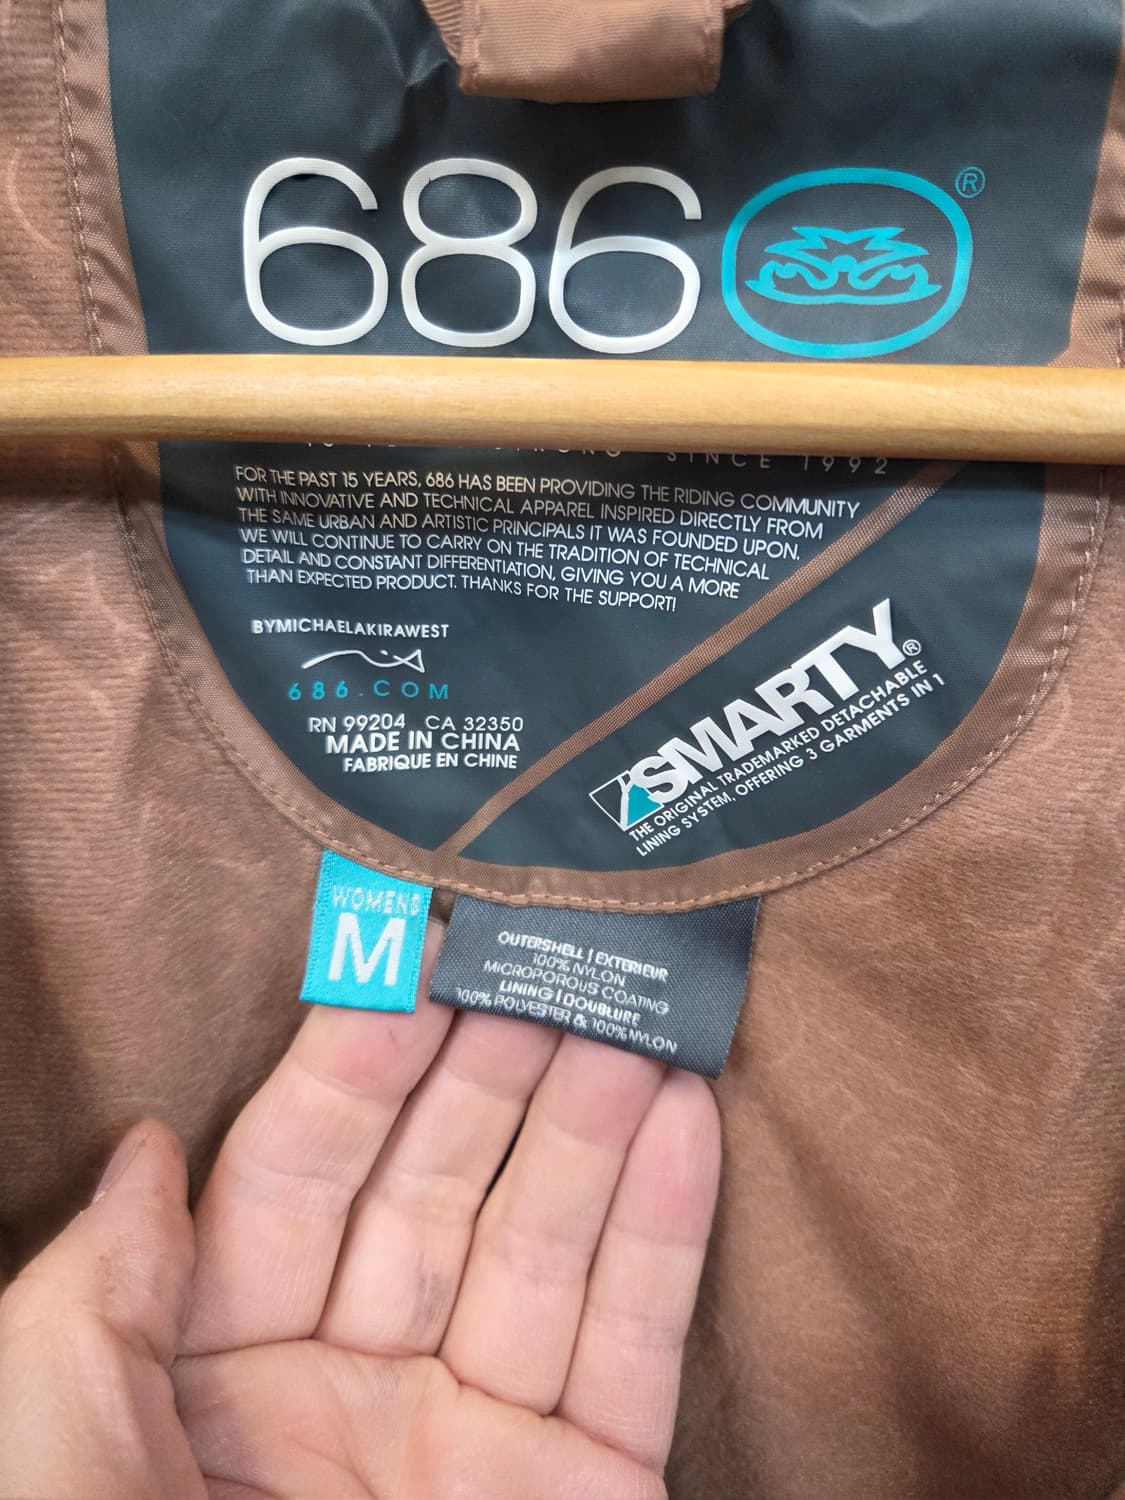 686 ®
SINCE 1992
FOR THE PAST 15 YEARS, 686 HAS BEEN PROVIDING THE RIDING COMMUNITY
WITH INNOVATIVE AND TECHNICAL APPAREL INSPIRED DIRECTLY FROM
THE SAME URBAN AND ARTISTIC PRINCIPALS IT WAS FOUNDED UPON.
WE WILL CONTINUE TO CARRY ON THE TRADITION OF TECHNICAL
DETAIL AND CONSTANT DIFFERENTIATION, GIVING YOU A MORE
THAN EXPECTED PRODUCT. THANKS FOR THE SUPPORT!
BYMICHAELAKIRAWEST
686.COM
RN 99204 CA 32350
MADE IN CHINA
FABRIQUE EN CHINE
SMARTY®
THE ORIGINAL TRADEMARKED DETACHABLE
LINING SYSTEM, OFFERING 3 GARMENTS IN 1
WOMENS
M
OUTERSHELL | EXTERIEUR
100% NYLON
MICROPOROUS COATING
LINING | DOUBLURE
100% POLYESTER & 100% NYLON